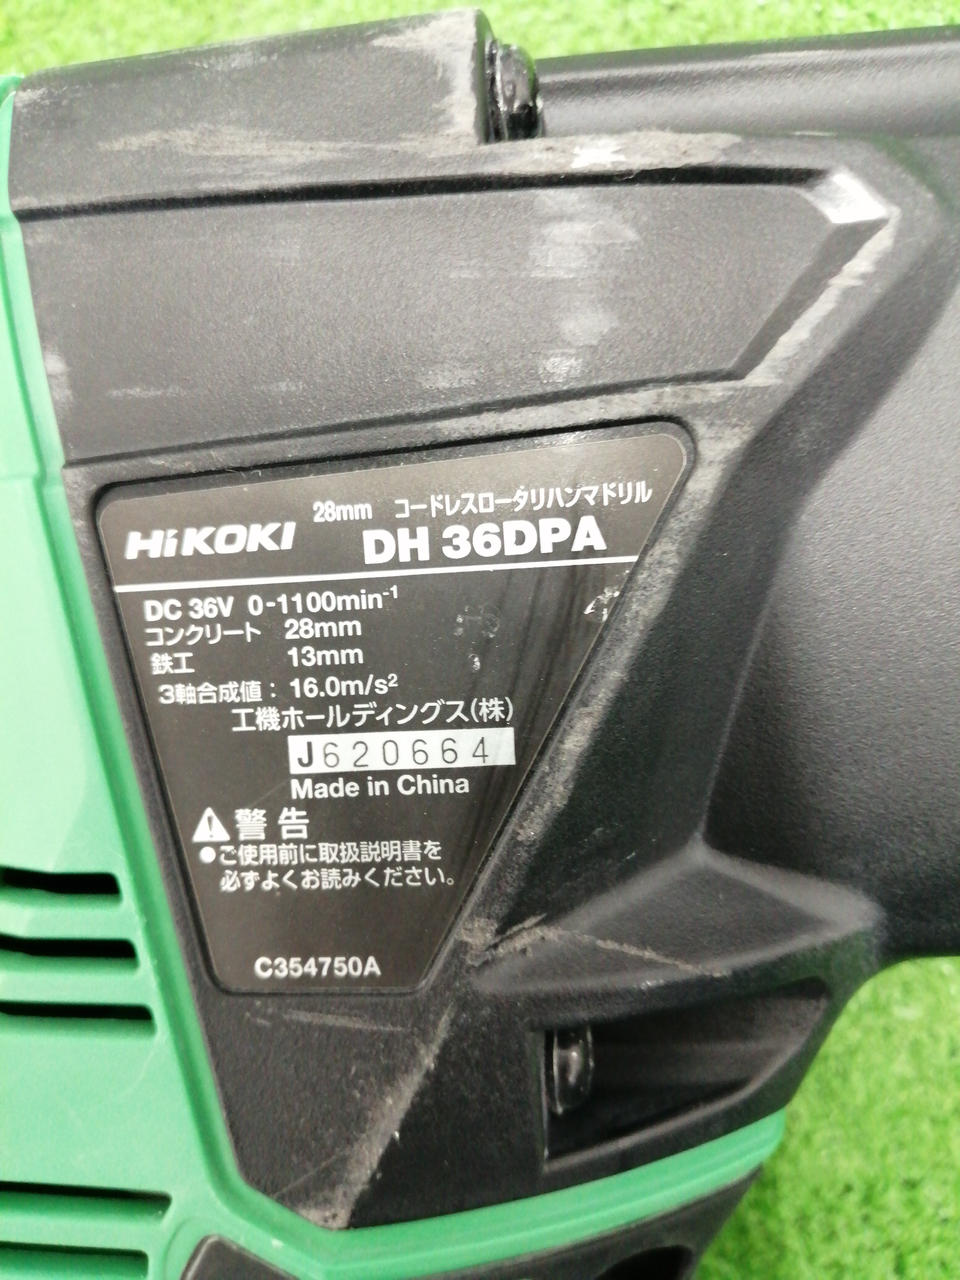 28mm コードレスロータリハンマドリル
HiKOKI DH 36DPA
DC 36V 0-1100min⁻¹
コンクリート 28mm
鉄工 13mm
3軸合成値： 16.0m/s²
工機ホールディングス(株)
J620664
Made in China
警告
●ご使用前に取扱説明書を
必ずよくお読みください。
C354750A